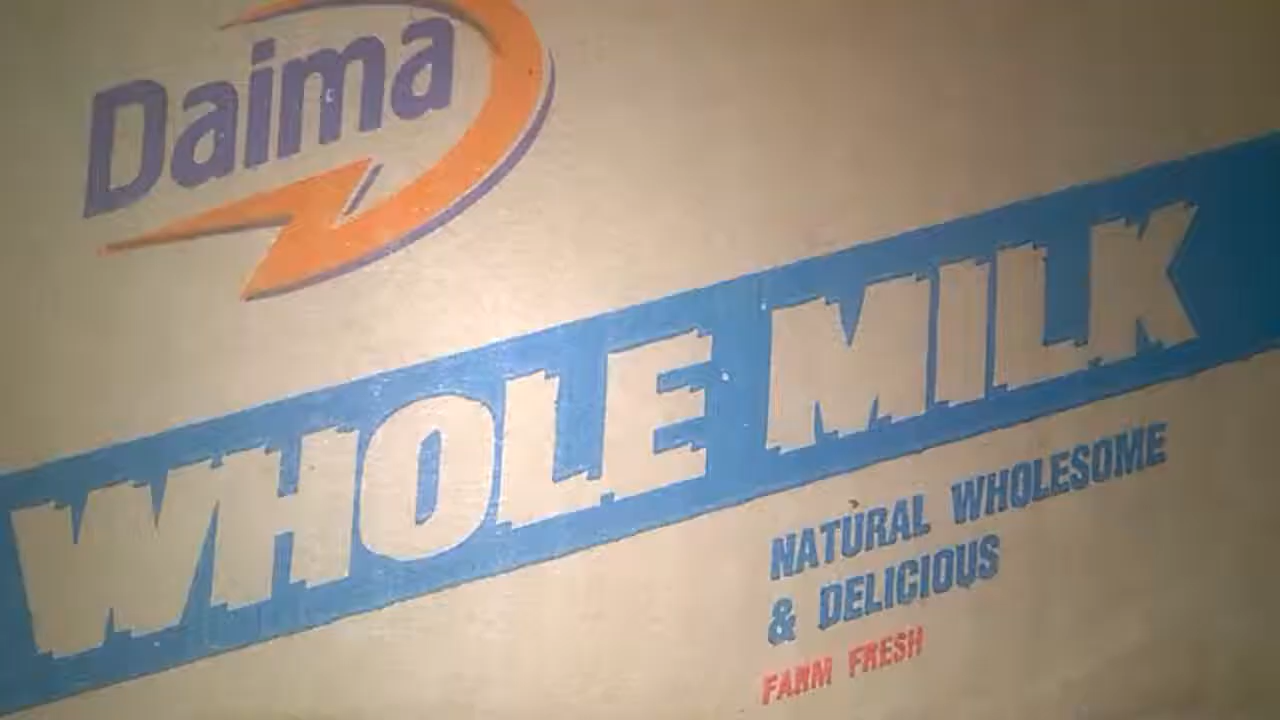 Daima
WHOLE MILK
NATURAL WHOLESOME
& DELICIOUS
FARM FRESH